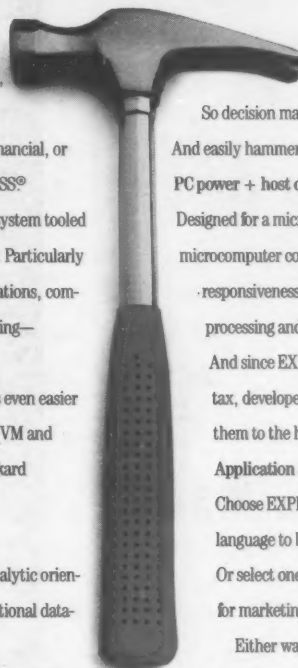 nancial, or
SS®
ystem tooled
Particularly
ations, com-
ing—
s even easier
VM and
kard
alytic orien-
tional data-
So decision ma
And easily hammer
PC power + host c
Designed for a mic
microcomputer co
responsiveness
processing and
And since EX
tax, develope
them to the h
Application
Choose EXP
language to b
Or select one
for marketin
Either wa